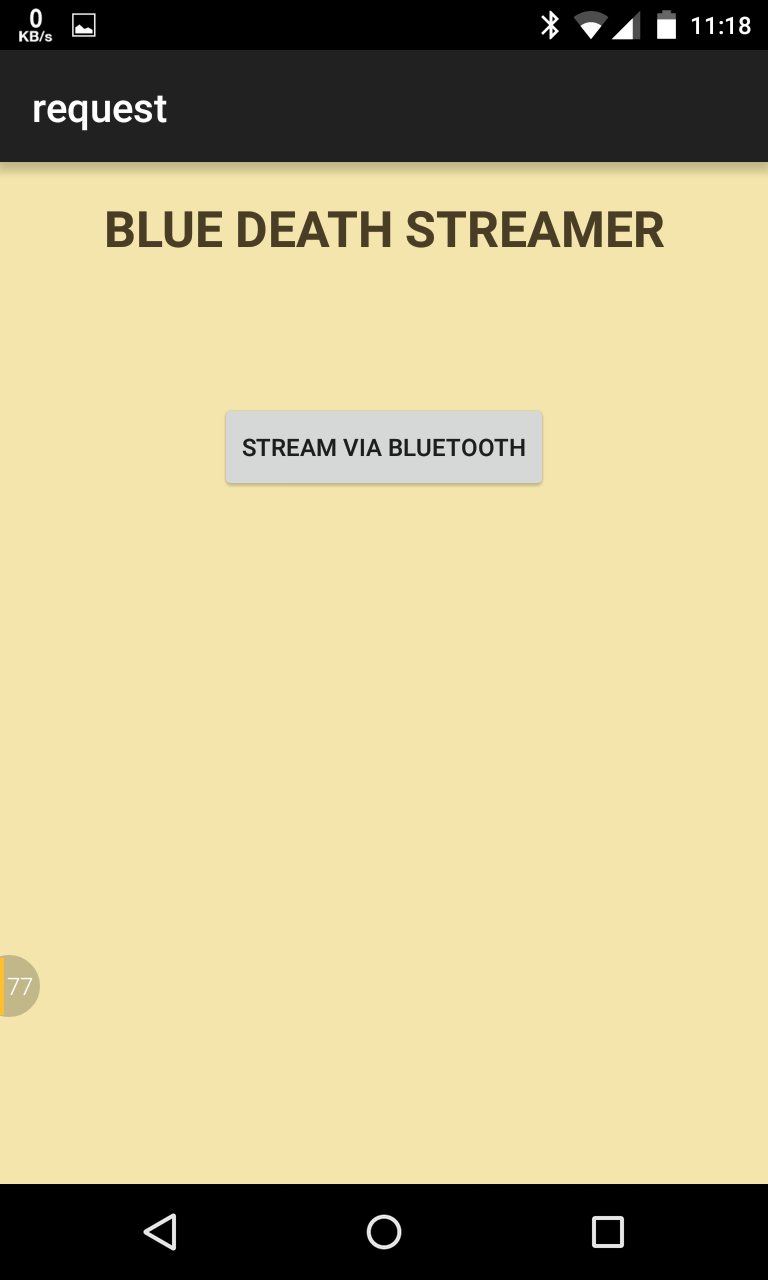 0
KB/s
11:18
request
BLUE DEATH STREAMER
STREAM VIA BLUETOOTH
77